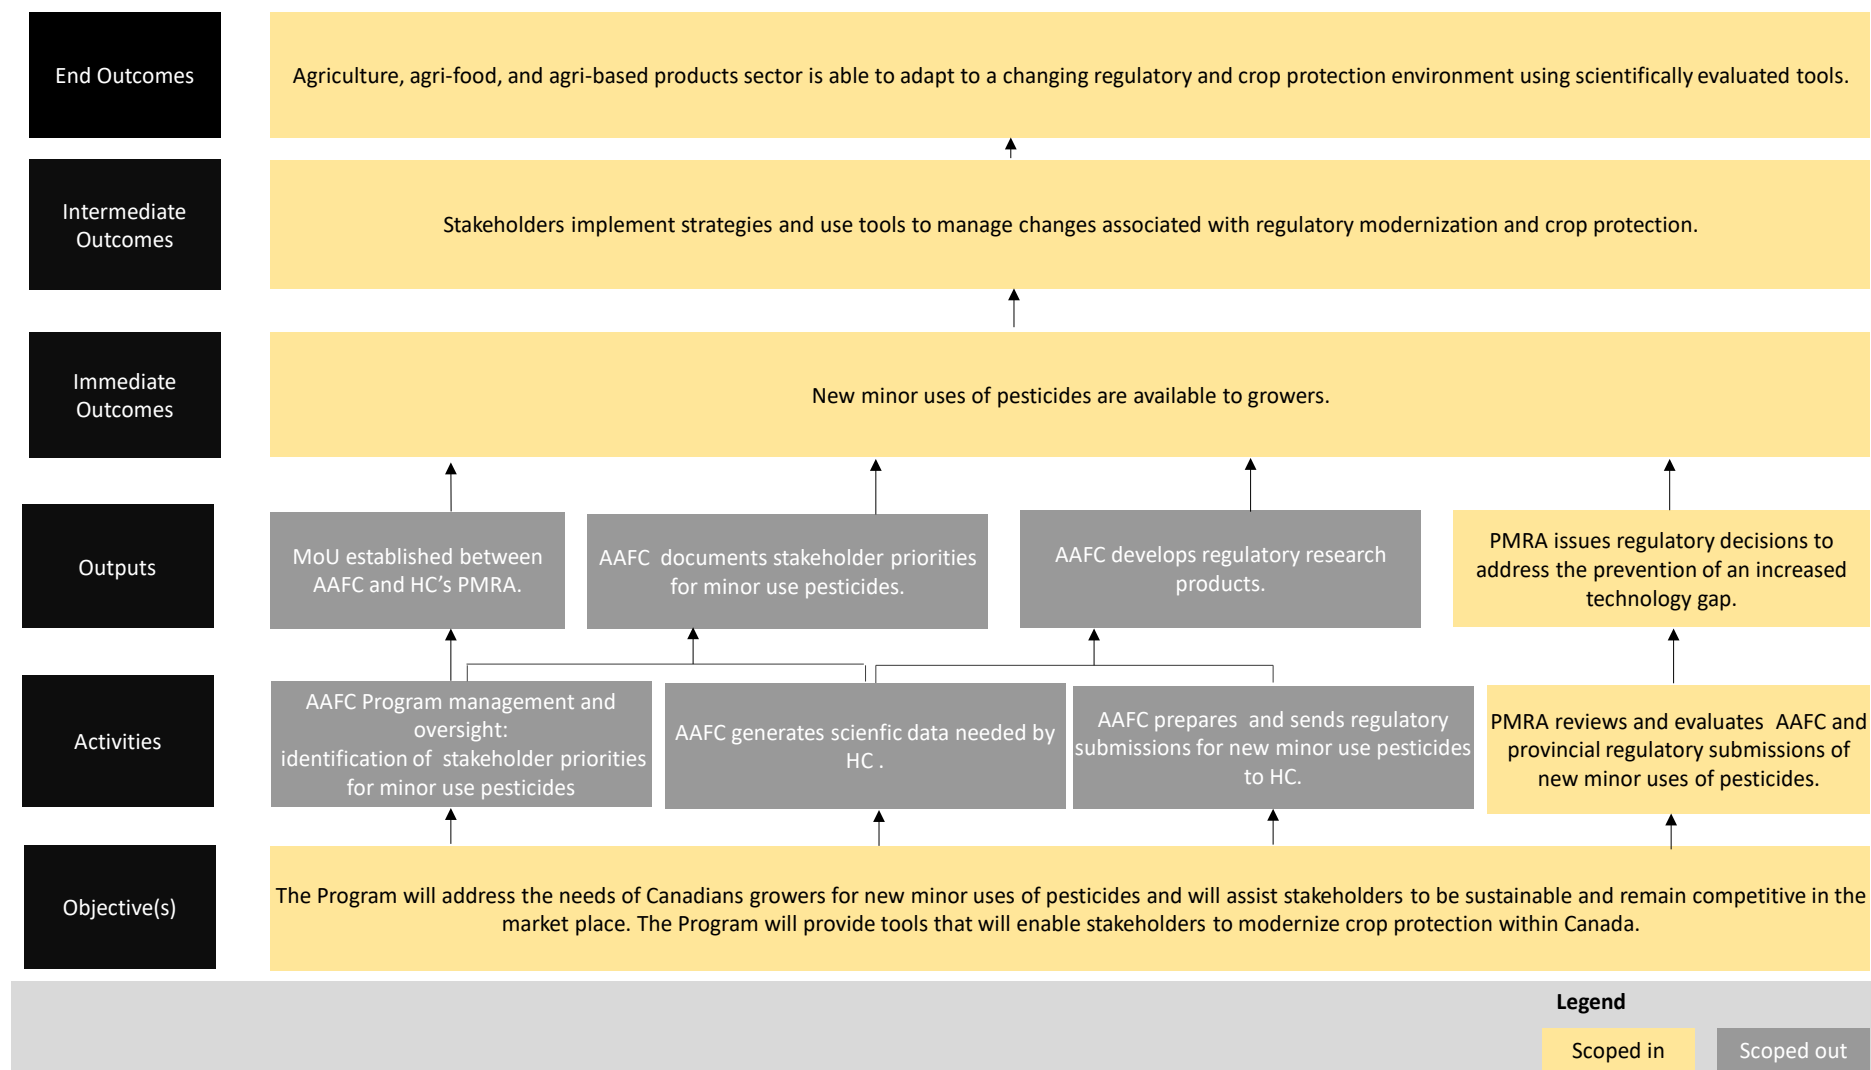 End Outcomes
Agriculture, agri-food, and agri-based products sector is able to adapt to a changing regulatory and crop protection environment using scientifically evaluated tools.
Intermediate
Outcomes
Stakeholders implement strategies and use tools to manage changes associated with regulatory modernization and crop protection.
Immediate
Outcomes
New minor uses of pesticides are available to growers.
Outputs
MoU established between
AAFC and HC’s PMRA.
AAFC  documents stakeholder priorities
for minor use pesticides.
AAFC develops regulatory research
products.
PMRA issues regulatory decisions to
address the prevention of an increased
technology gap.
Activities
AAFC Program management and
oversight:
identification of  stakeholder priorities
for minor use pesticides
AAFC generates scienfic data needed by
HC .
AAFC prepares  and sends regulatory
submissions for new minor use pesticides
to HC.
PMRA reviews and evaluates  AAFC and
provincial regulatory submissions of
new minor uses of pesticides.
Objective(s)
The Program will address the needs of Canadians growers for new minor uses of pesticides and will assist stakeholders to be sustainable and remain competitive in the
market place. The Program will provide tools that will enable stakeholders to modernize crop protection within Canada.
Legend
Scoped in
Scoped out